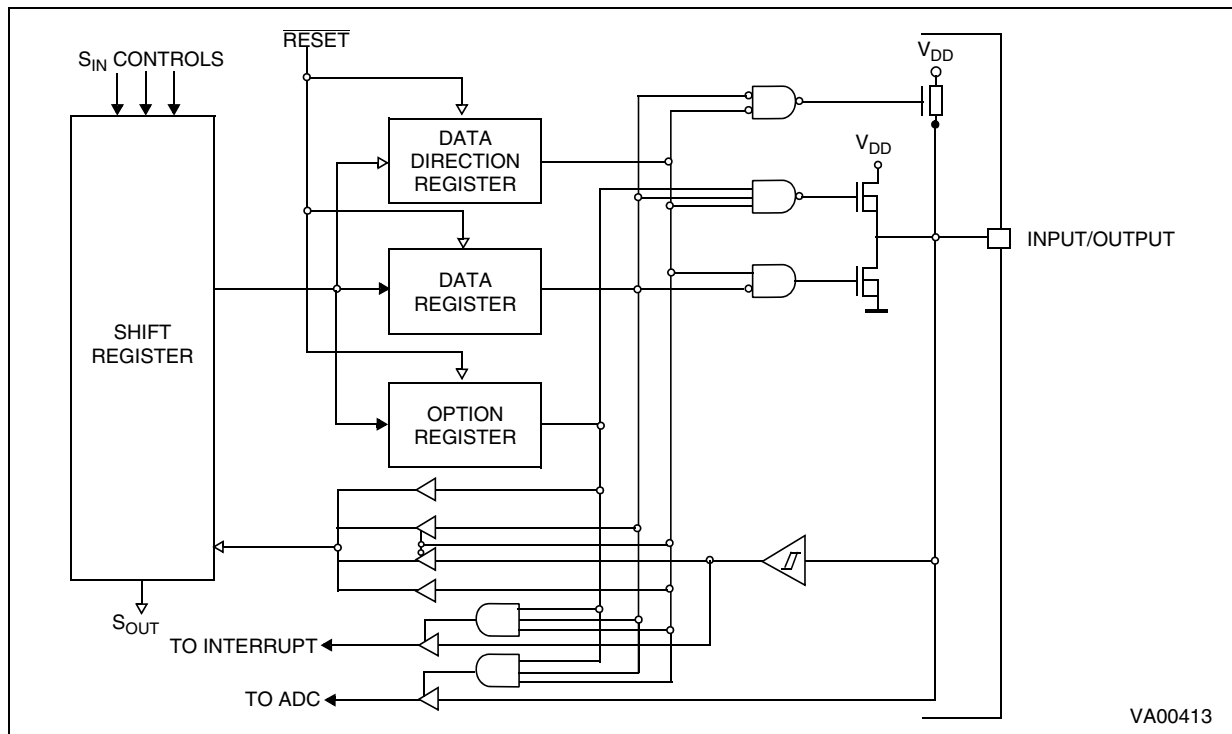 RESET
S_IN CONTROLS
V_DD
DATA
DIRECTION
REGISTER
V_DD
INPUT/OUTPUT
DATA
REGISTER
SHIFT
REGISTER
OPTION
REGISTER
S_OUT
TO INTERRUPT
TO ADC
VA00413